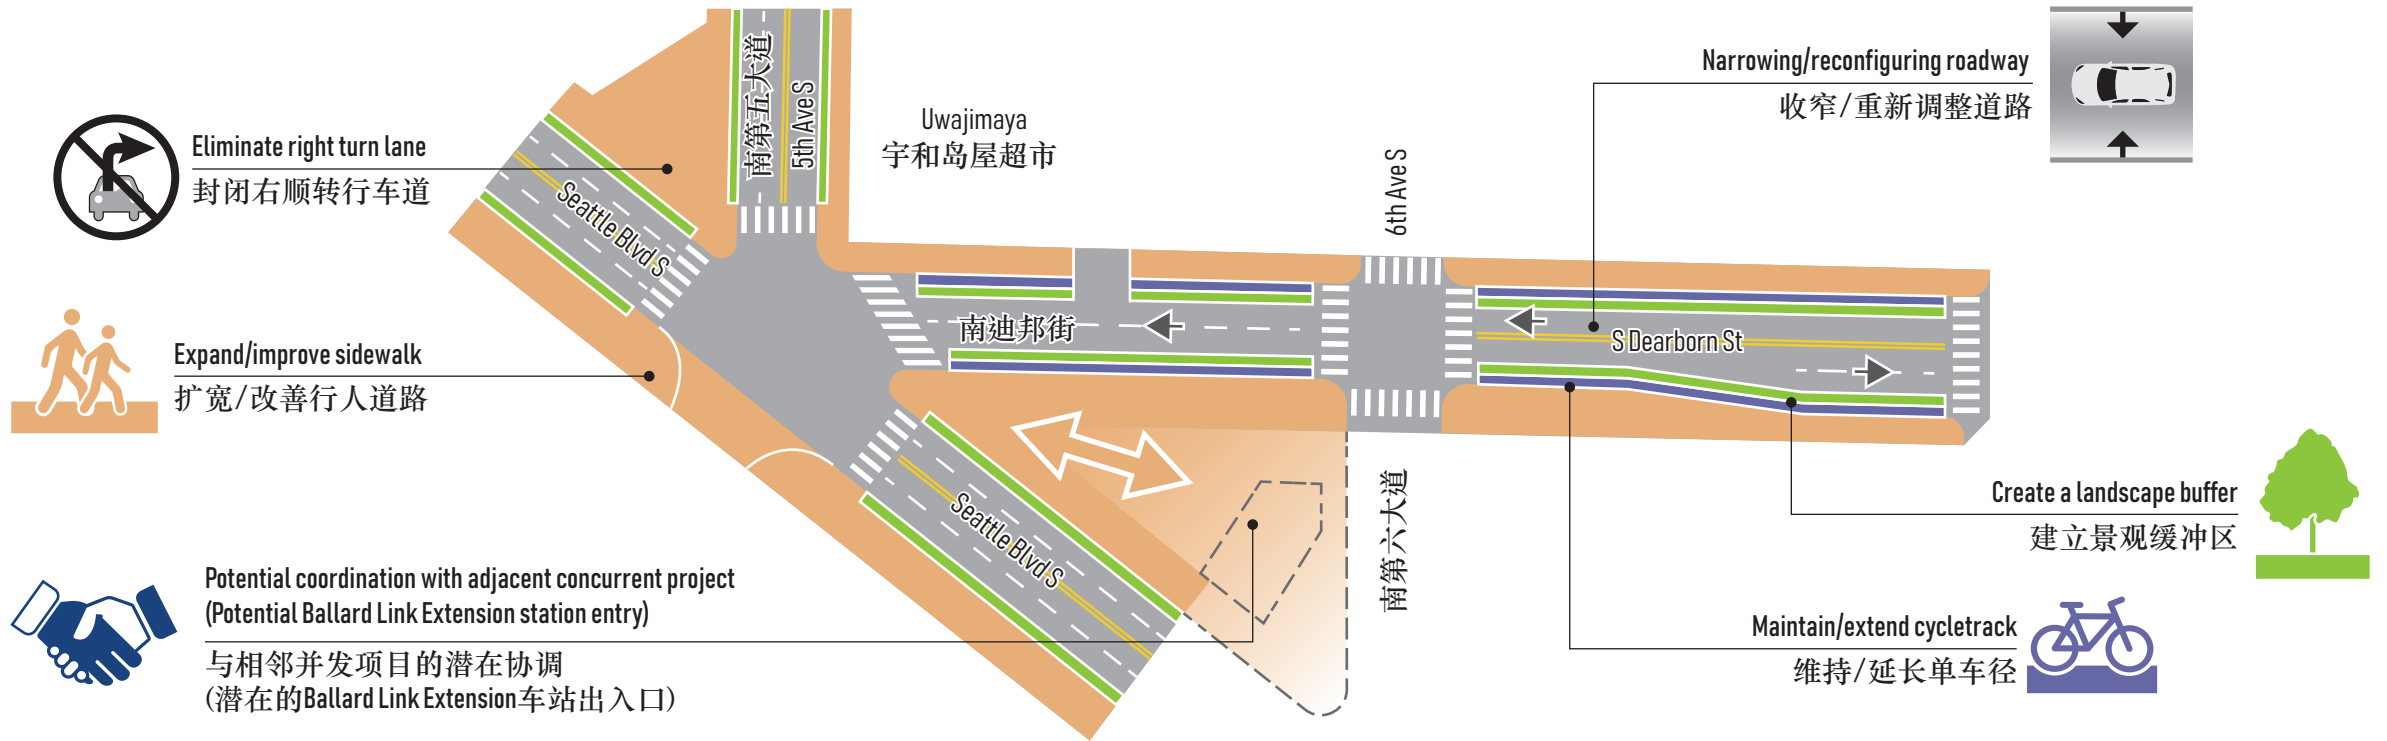 Eliminate right turn lane
封闭右顺转行车道
Expand/improve sidewalk
扩宽/改善行人道路
Potential coordination with adjacent concurrent project
(Potential Ballard Link Extension station entry)
与相邻并发项目的潜在协调
(潜在的Ballard Link Extension车站出入口)
Seattle Blvd S
南第五大道
5th Ave S
Uwajimaya
宇和岛屋超市
南迪邦街
Seattle Blvd S
6th Ave S
南第六大道
S Dearborn St
Narrowing/reconfiguring roadway
收窄/重新调整道路
Create a landscape buffer
建立景观缓冲区
Maintain/extend cycletrack
维持/延长单车径